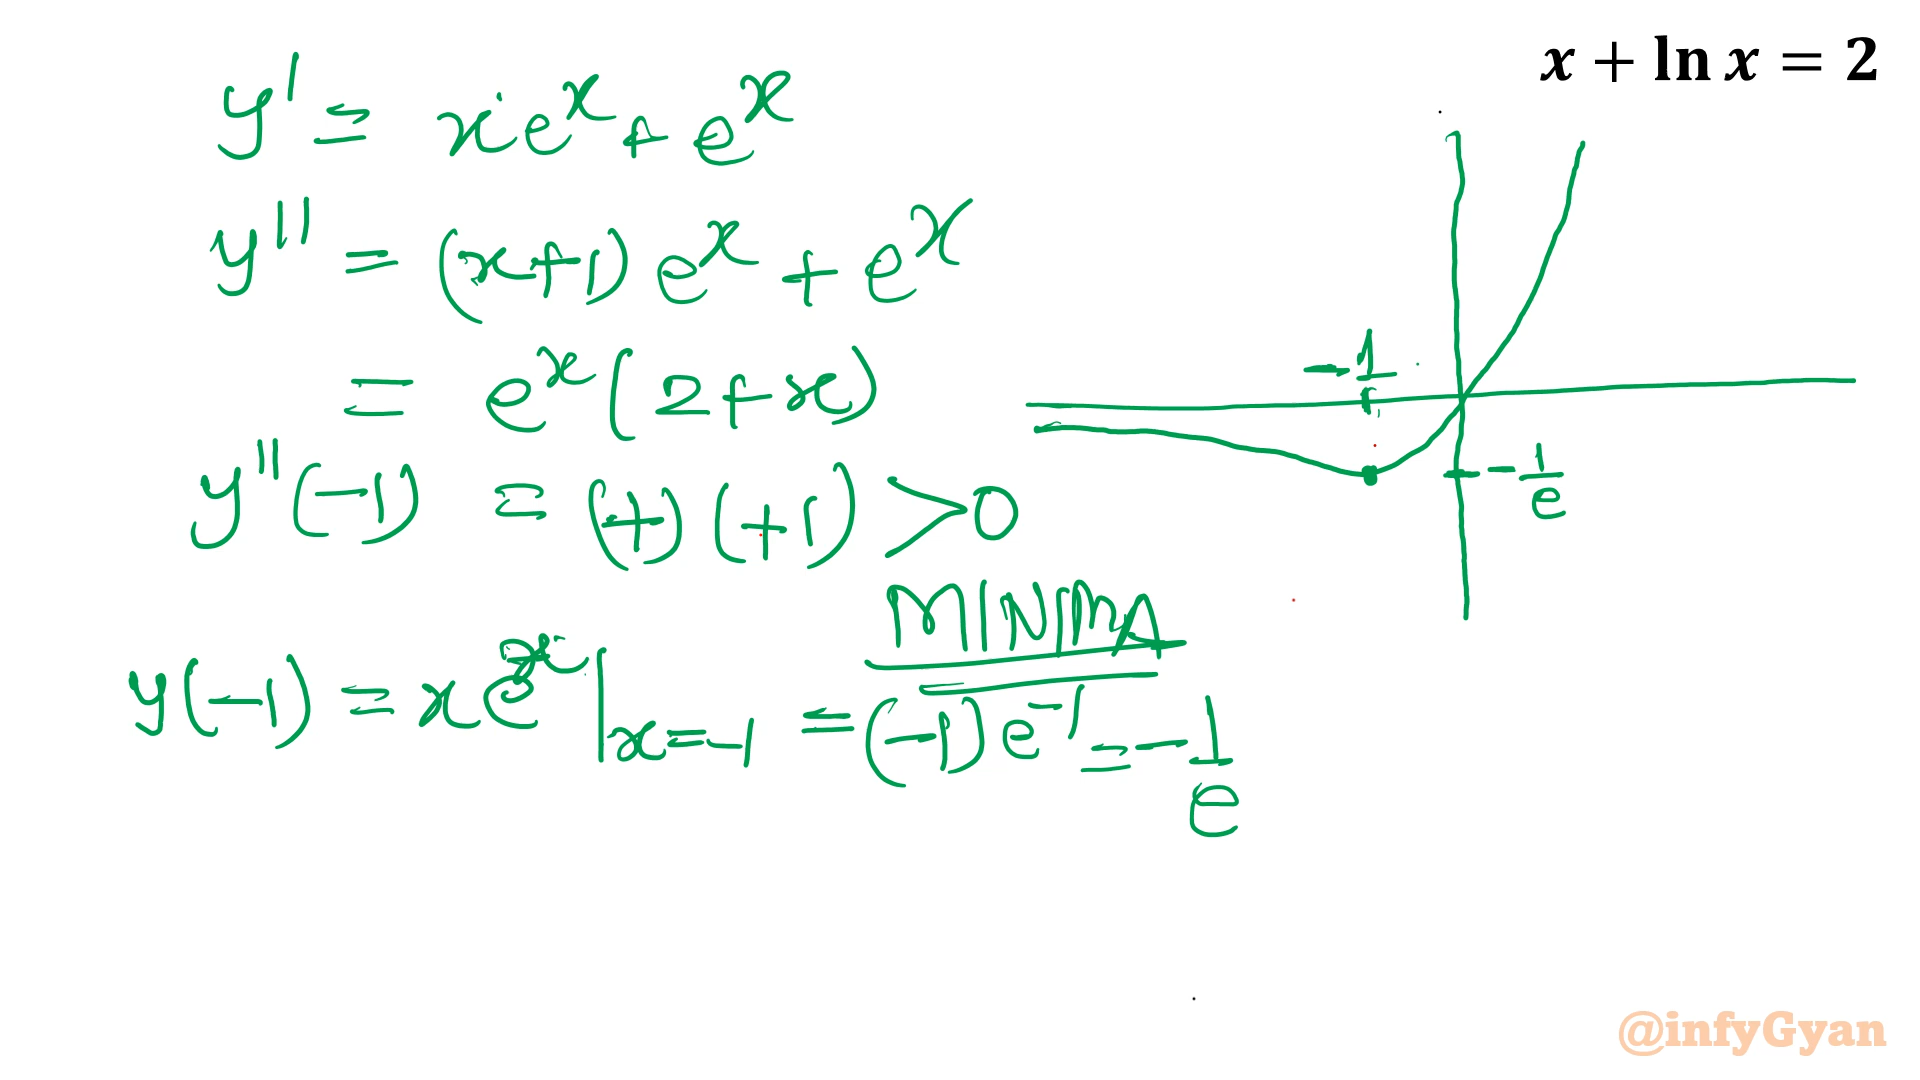 x + ln x = 2
y' = xe^x + e^x
y'' = (x+1) e^x + e^x
= e^x (2+x)
y''(-1) = (+) (+1) > 0
MINIMA
y(-1) = xe^x |x=-1 = (-1) e^-1 = -1/e
-1
-1/e
@infyGyan